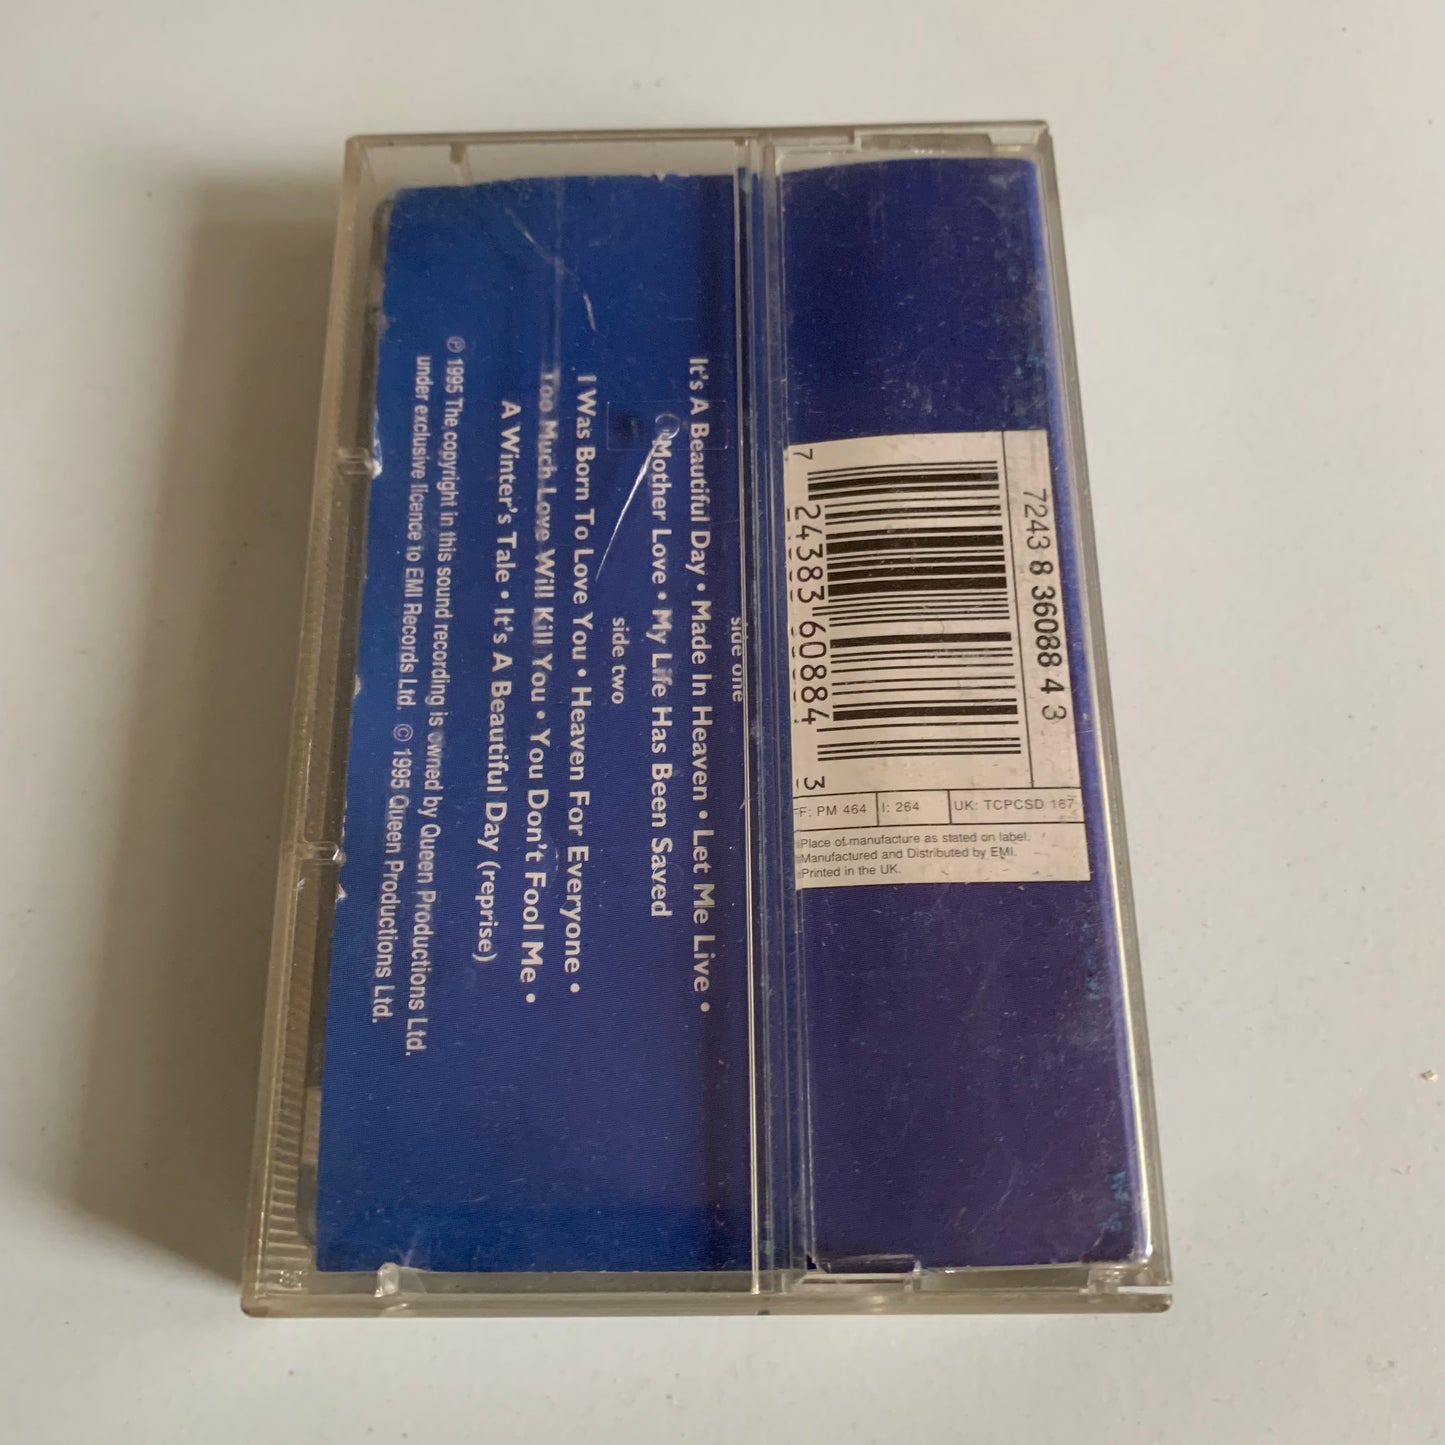 side one
It's A Beautiful Day • Made In Heaven • Let Me Live •
Mother Love • My Life Has Been Saved
side two
I Was Born To Love You • Heaven For Everyone •
Too Much Love Will Kill You • You Don't Fool Me •
A Winter's Tale • It's A Beautiful Day (reprise)
℗ 1995 The copyright in this sound recording is owned by Queen Productions Ltd.
under exclusive licence to EMI Records Ltd. © 1995 Queen Productions Ltd.
7243 8 36088 4 3
7 24383 60884 3
F: PM 464
I: 264
UK: TCPCSD 167
Place of manufacture as stated on label.
Manufactured and Distributed by EMI.
Printed in the UK.